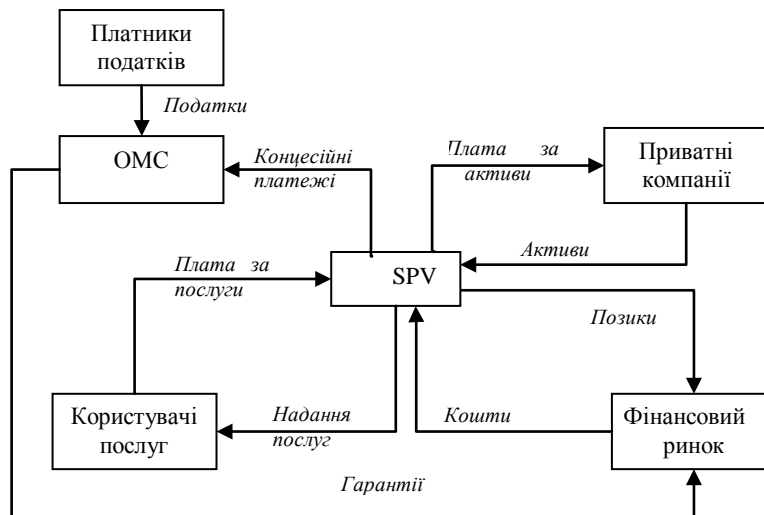 Платники
податків
Податки
ОМС
Концесійні
платежі
Плата за
активи
Приватні
компанії
Активи
SPV
Плата за
послуги
Позики
Користувачі
послуг
Надання
послуг
Кошти
Фінансовий
ринок
Гарантії